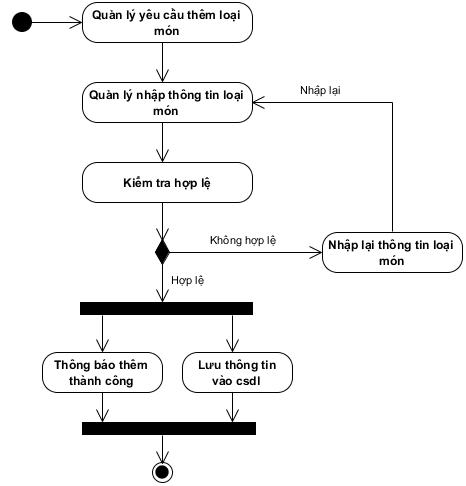 Quản lý yêu cầu thêm loại
món
Quản lý nhập thông tin loại
món
Nhập lại
Kiểm tra hợp lệ
Không hợp lệ
Nhập lại thông tin loại
món
Hợp lệ
Thông báo thêm
thành công
Lưu thông tin
vào csdl